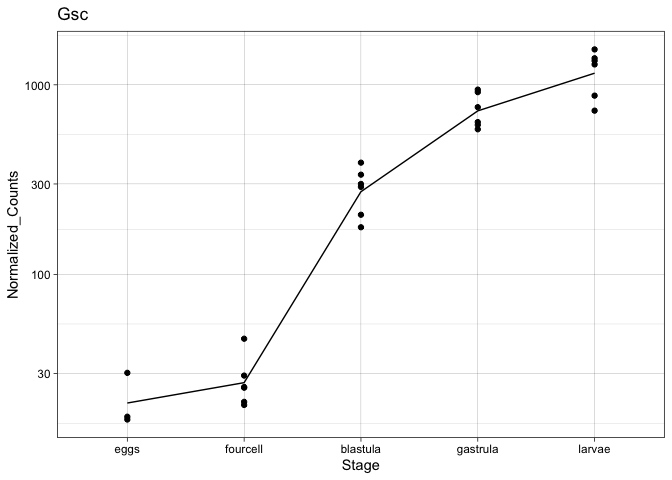 Gsc
Normalized_Counts
1000
300
100
30
eggs fourcell blastula gastrula larvae
Stage